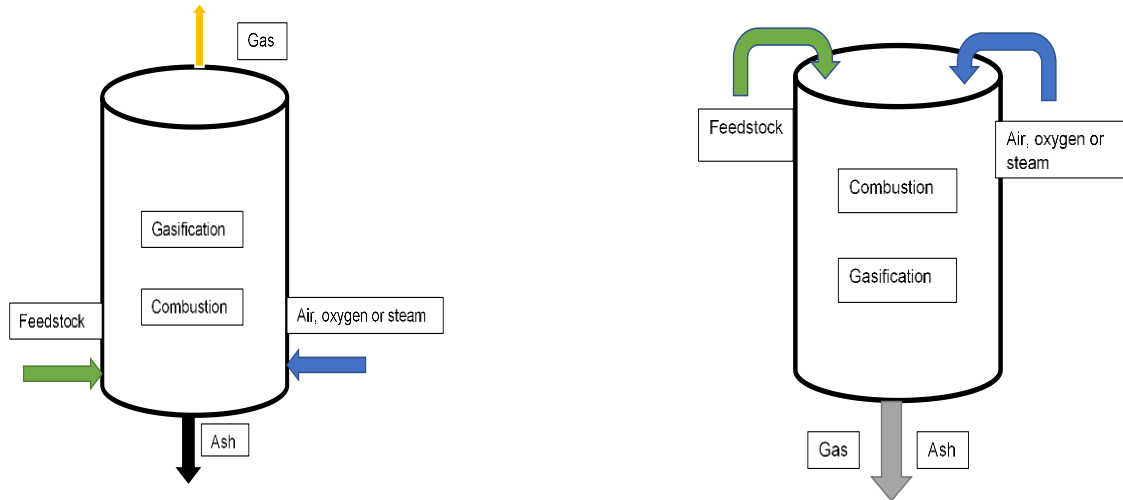 Gas
Gasification
Combustion
Feedstock
Air, oxygen or steam
Ash
Feedstock
Air, oxygen or
steam
Combustion
Gasification
Gas
Ash